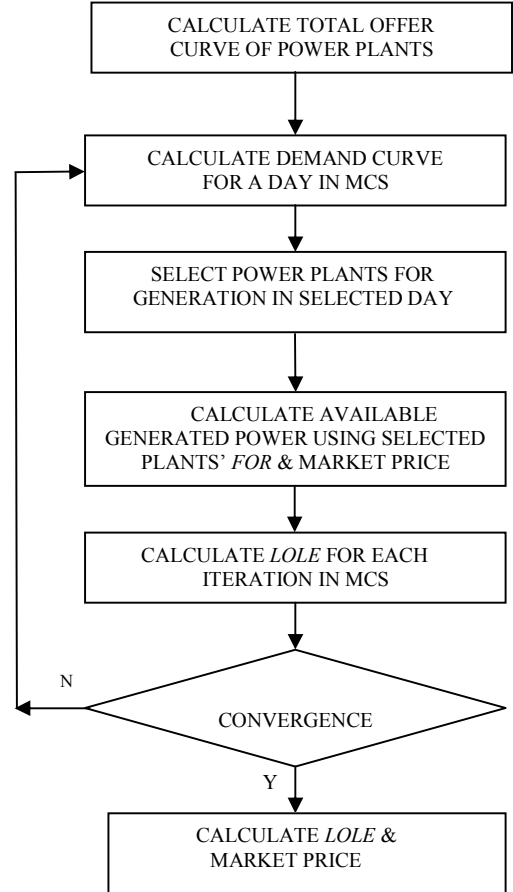 CALCULATE TOTAL OFFER
CURVE OF POWER PLANTS
CALCULATE DEMAND CURVE
FOR A DAY IN MCS
SELECT POWER PLANTS FOR
GENERATION IN SELECTED DAY
CALCULATE AVAILABLE
GENERATED POWER USING SELECTED
PLANTS' FOR & MARKET PRICE
CALCULATE LOLE FOR EACH
ITERATION IN MCS
N
CONVERGENCE
Y
CALCULATE LOLE &
MARKET PRICE